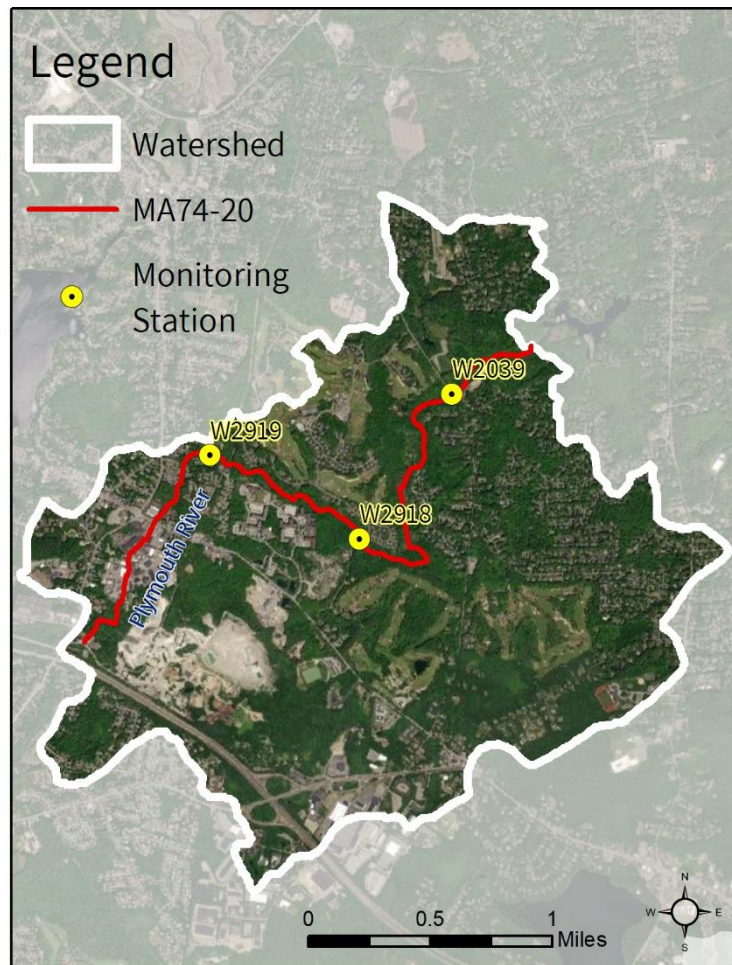 Legend
Watershed
MA74-20
Monitoring
Station
W2039
W2919
W2918
Plymouth River
N
W E
S
0 0.5 1
Miles